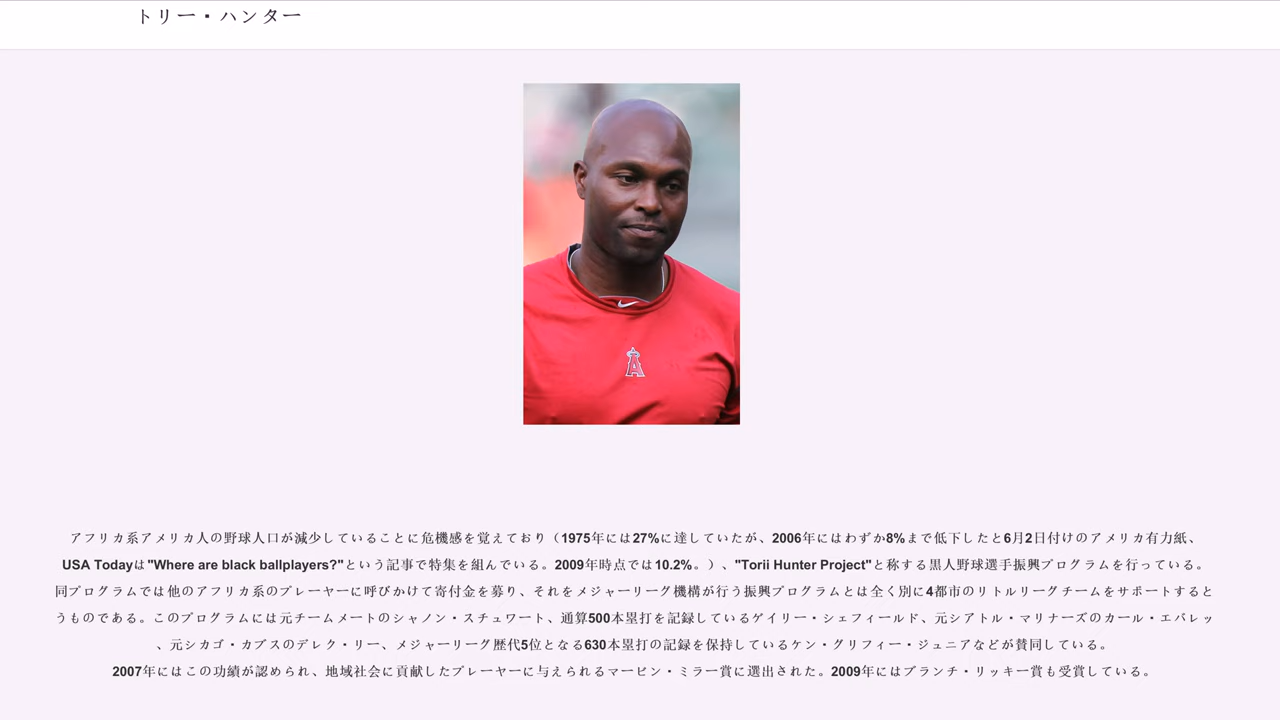 トリー・ハンター
A
アフリカ系アメリカ人の野球人口が減少していることに危機感を覚えており（1975年には27%に達していたが、2006年にはわずか8%まで低下したと6月2日付けのアメリカ有力紙、
USA Todayは"Where are black ballplayers?"という記事で特集を組んでいる。2009年時点では10.2%。）、"Torii Hunter Project"と称する黒人野球選手振興プログラムを行っている。
同プログラムでは他のアフリカ系のプレーヤーに呼びかけて寄付金を募り、それをメジャーリーグ機構が行う振興プログラムとは全く別に4都市のリトルリーグチームをサポートすると
うものである。このプログラムには元チームメートのシャノン・スチュワート、通算500本塁打を記録しているゲイリー・シェフィールド、元シアトル・マリナーズのカール・エバレッ
、元シカゴ・カブスのデレク・リー、メジャーリーグ歴代5位となる630本塁打の記録を保持しているケン・グリフィー・ジュニアなどが賛同している。
2007年にはこの功績が認められ、地域社会に貢献したプレーヤーに与えられるマービン・ミラー賞に選出された。2009年にはブランチ・リッキー賞も受賞している。